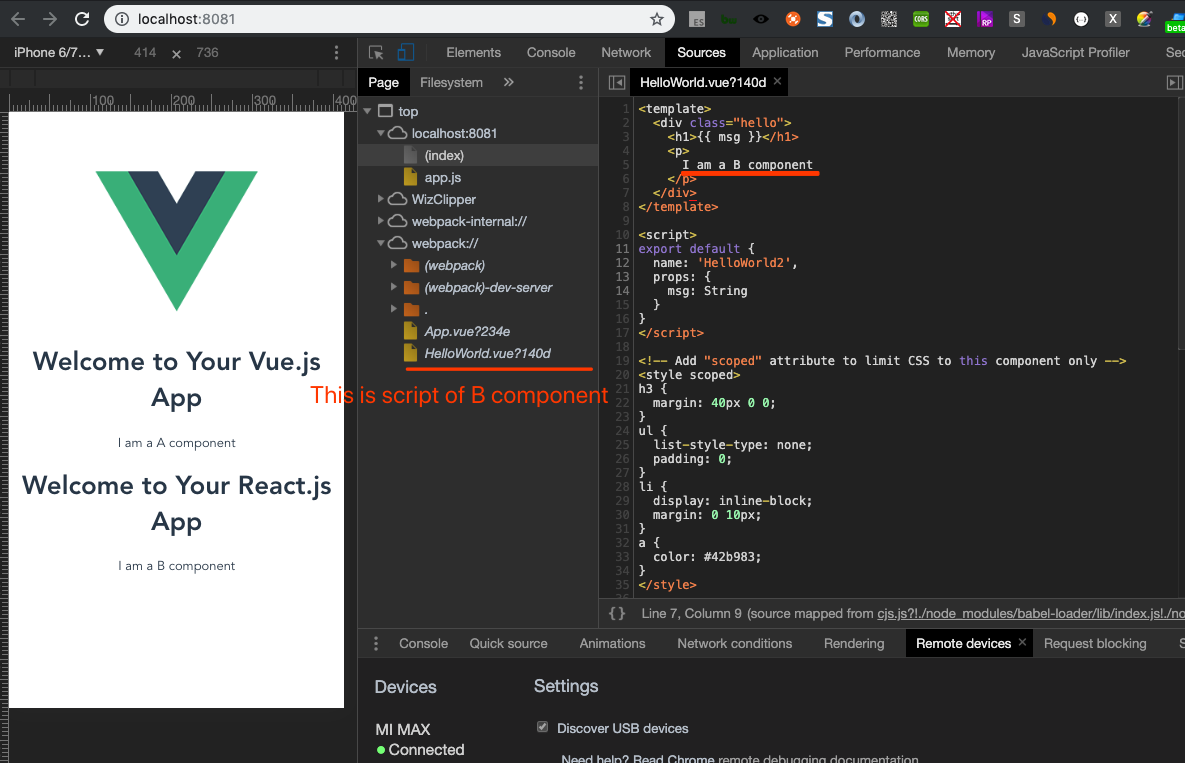 localhost:8081
ES
CORS
RP
S
X
beta
iPhone 6/7… ▼ 414 × 736
Elements Console Network Sources Application Performance Memory JavaScript Profiler Sec
Page Filesystem »
HelloWorld.vue?140d ×
100 200 300 400
top
localhost:8081
(index)
app.js
WizClipper
webpack-internal://
webpack://
(webpack)
(webpack)-dev-server
.
App.vue?234e
HelloWorld.vue?140d
This is script of B component
Welcome to Your Vue.js
App
I am a A component
Welcome to Your React.js
App
I am a B component
1 <template>
2 <div class="hello">
3 <h1>{{ msg }}</h1>
4 <p>
5 I am a B component
6 </p>
7 </div>
8 </template>
9
10 <script>
11 export default {
12 name: 'HelloWorld2',
13 props: {
14 msg: String
15 }
16 }
17 </script>
18
19 <!-- Add "scoped" attribute to limit CSS to this component only -->
20 <style scoped>
21 h3 {
22 margin: 40px 0 0;
23 }
24 ul {
25 list-style-type: none;
26 padding: 0;
27 }
28 li {
29 display: inline-block;
30 margin: 0 10px;
31 }
32 a {
33 color: #42b983;
34 }
35 </style>
{ } Line 7, Column 9 (source mapped from cjs.js?!./node_modules/babel-loader/lib/index.js!./no
Console Quick source Animations Network conditions Rendering Remote devices × Request blocking S
Devices
MI MAX
Connected
Settings
Discover USB devices
Need help? Read Chrome remote debugging documentation.